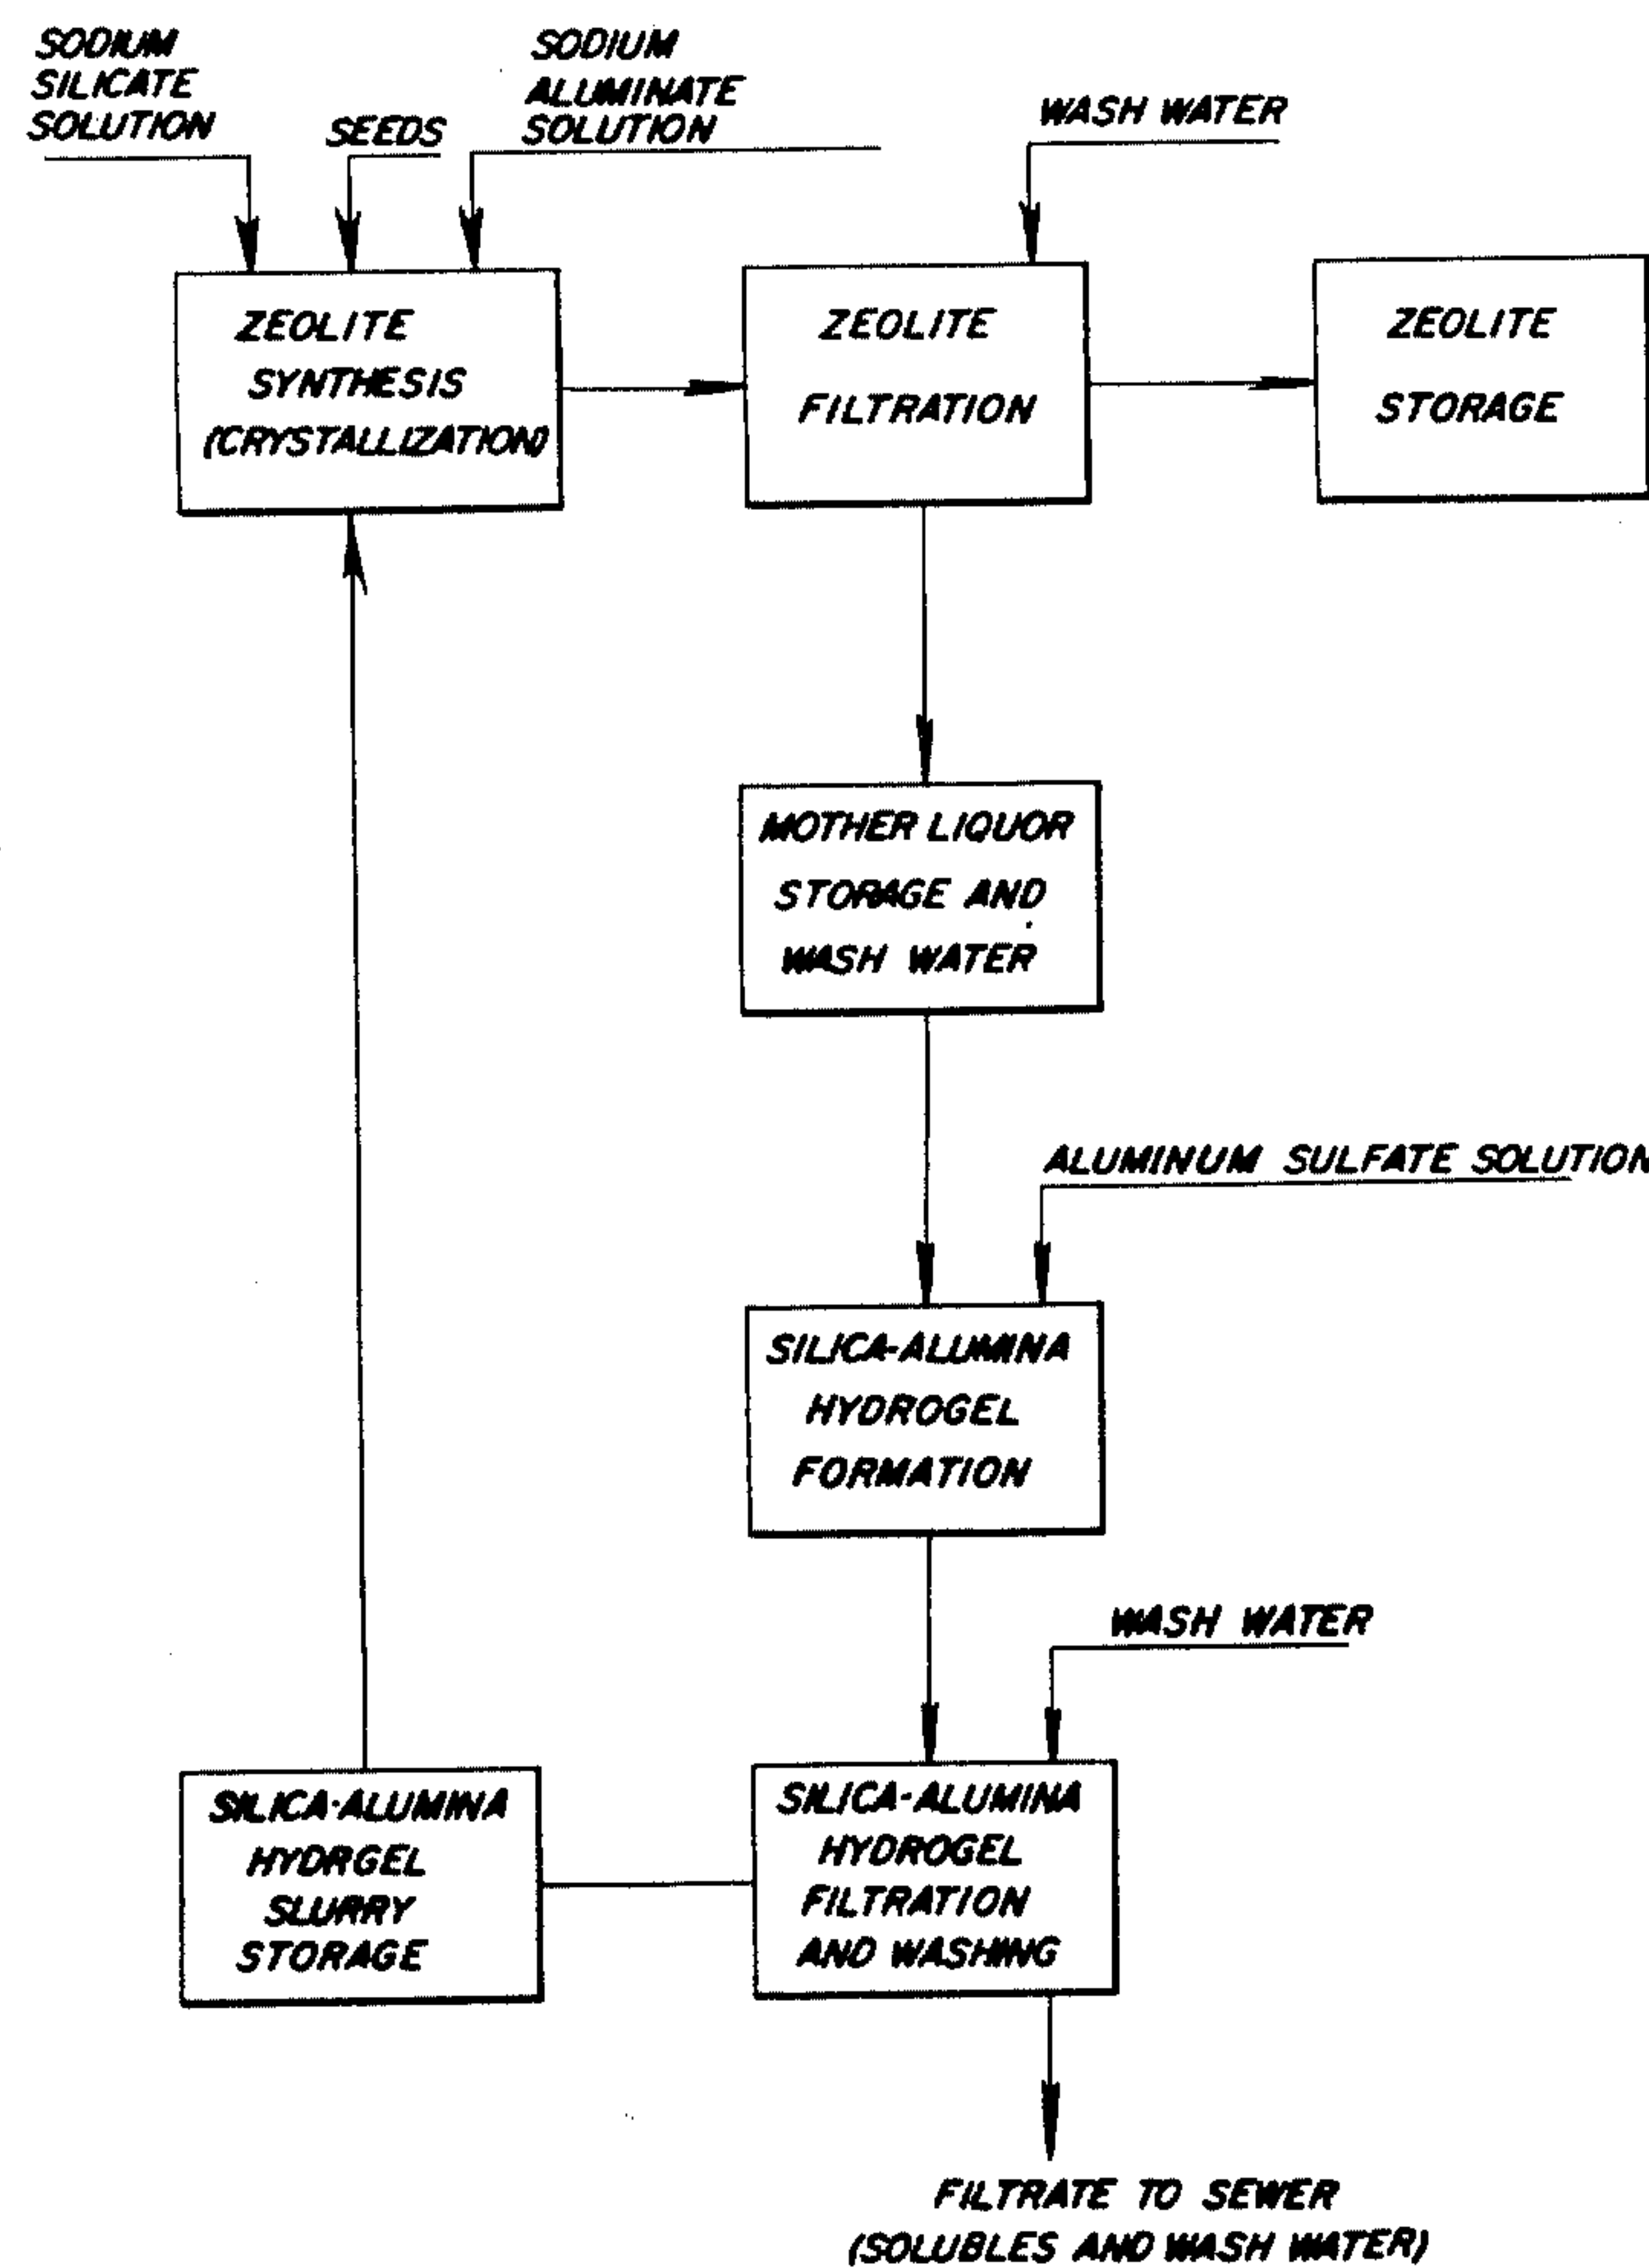 SODIUM
SILICATE
SOLUTION
SEEDS
SODIUM
ALUMINATE
SOLUTION
WASH WATER
ZEOLITE
SYNTHESIS
(CRYSTALLIZATION)
ZEOLITE
FILTRATION
ZEOLITE
STORAGE
MOTHER LIQUOR
STORAGE AND
WASH WATER
ALUMINUM SULFATE SOLUTION
SILICA-ALUMINA
HYDROGEL
FORMATION
WASH WATER
SILICA-ALUMINA
HYDRGEL
SLURRY
STORAGE
SILICA-ALUMINA
HYDROGEL
FILTRATION
AND WASHING
FILTRATE TO SEWER
(SOLUBLES AND WASH WATER)